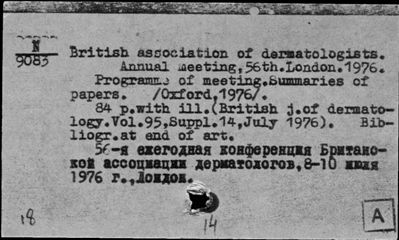 N
9083
British association of dermatologists.
Annual meeting,56th.London.1976.
Programme of meeting.Summaries of
papers. /Oxford,1976/.
84 p.with ill.(British j.of dermato-
logy.Vol.95,Suppl.14,July 1976). Bib-
liogr.at end of art.
56-я ежегодная конференция Британс-
кой ассоциации дерматологов,8-10 июля
1976 г.,Лондон.
18
14
A